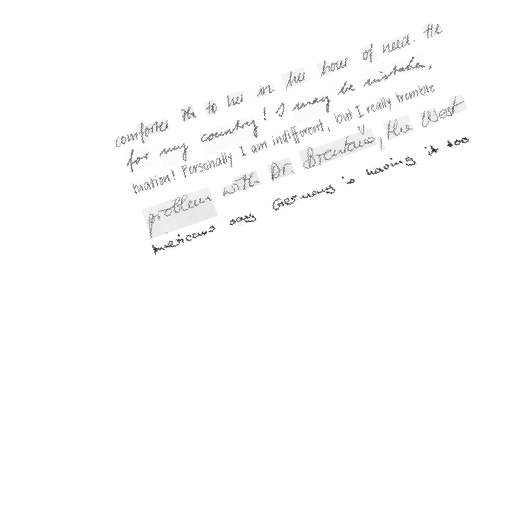 comforter to her in her hour of need. He
for my country! I may be mistaken,
tuation! Personally I am indifferent, but I really tremble
problem with Dr. Brentano's, the West
mericans say Germany is having it too